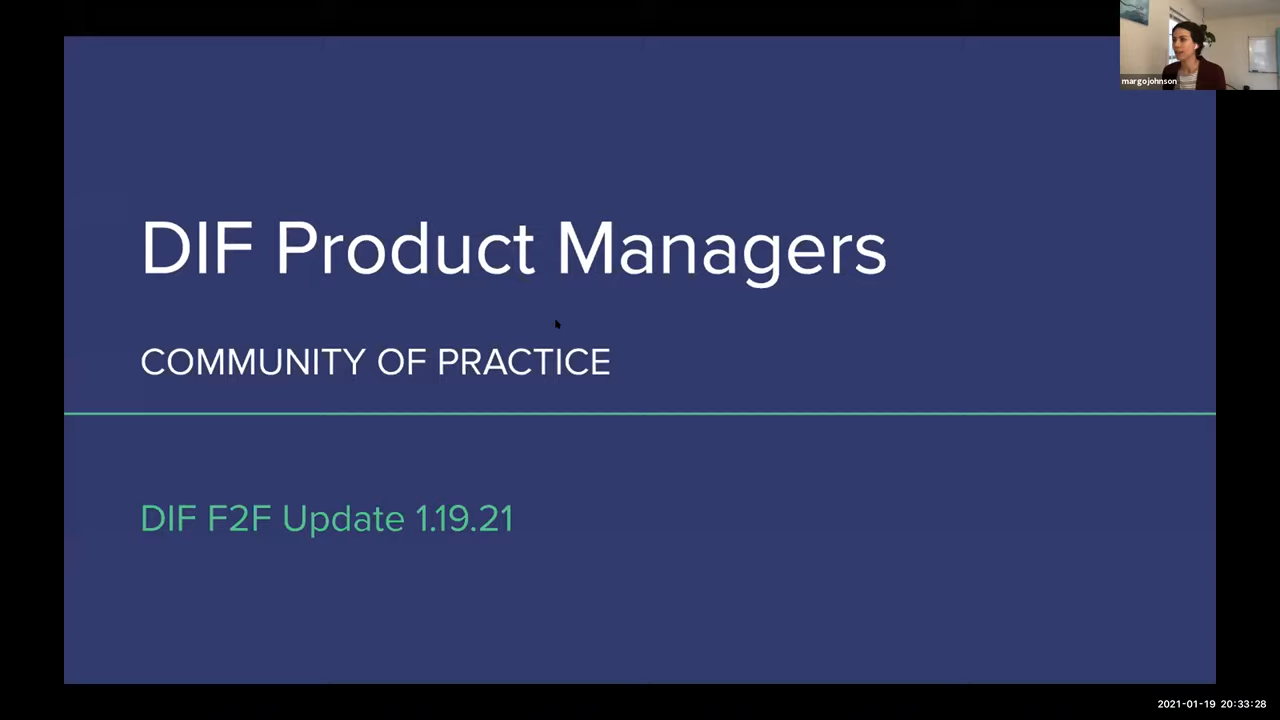 margojohnson
DIF Product Managers
COMMUNITY OF PRACTICE
DIF F2F Update 1.19.21
2021-01-19 20:33:28